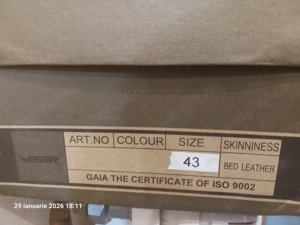 ART.NO COLOUR SIZE SKINNINESS
43 BED LEATHER
GAIA THE CERTIFICATE OF ISO 9002
29 ianuarie 2026 18:11